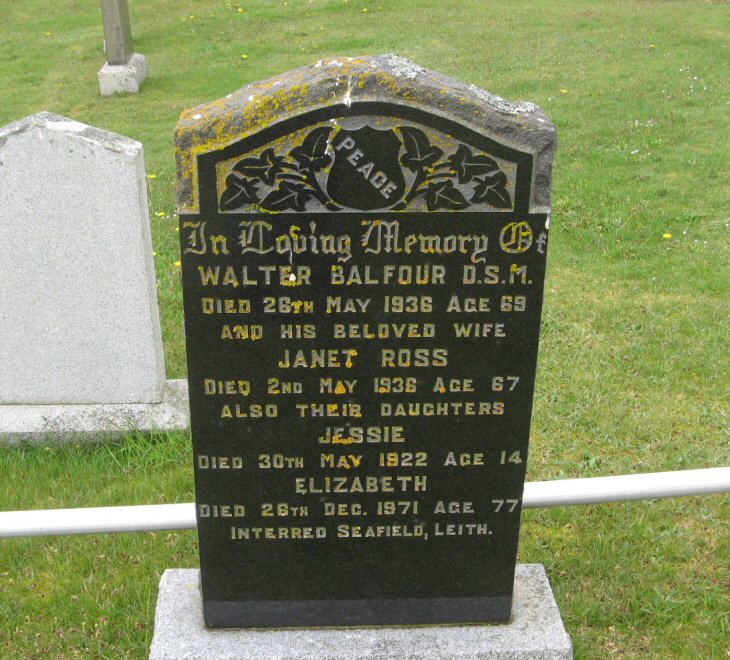 PEACE
In Loving Memory Of
WALTER BALFOUR D.S.M.
DIED 26TH MAY 1936 AGE 69
AND HIS BELOVED WIFE
JANET ROSS
DIED 2ND MAY 1936 AGE 67
ALSO THEIR DAUGHTERS
JESSIE
DIED 30TH MAY 1922 AGE 14
ELIZABETH
DIED 28TH DEC. 1971 AGE 77
INTERRED SEAFIELD, LEITH.